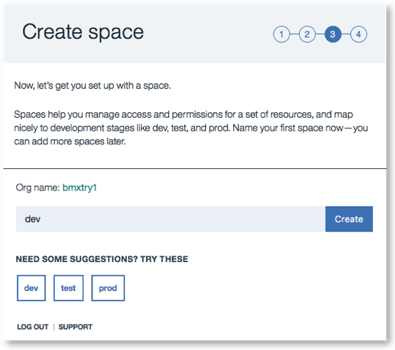 Create space
1 2 3 4
Now, let's get you set up with a space.
Spaces help you manage access and permissions for a set of resources, and map
nicely to development stages like dev, test, and prod. Name your first space now—you
can add more spaces later.
Org name: bmxtry1
dev
Create
NEED SOME SUGGESTIONS? TRY THESE
dev test prod
LOG OUT | SUPPORT